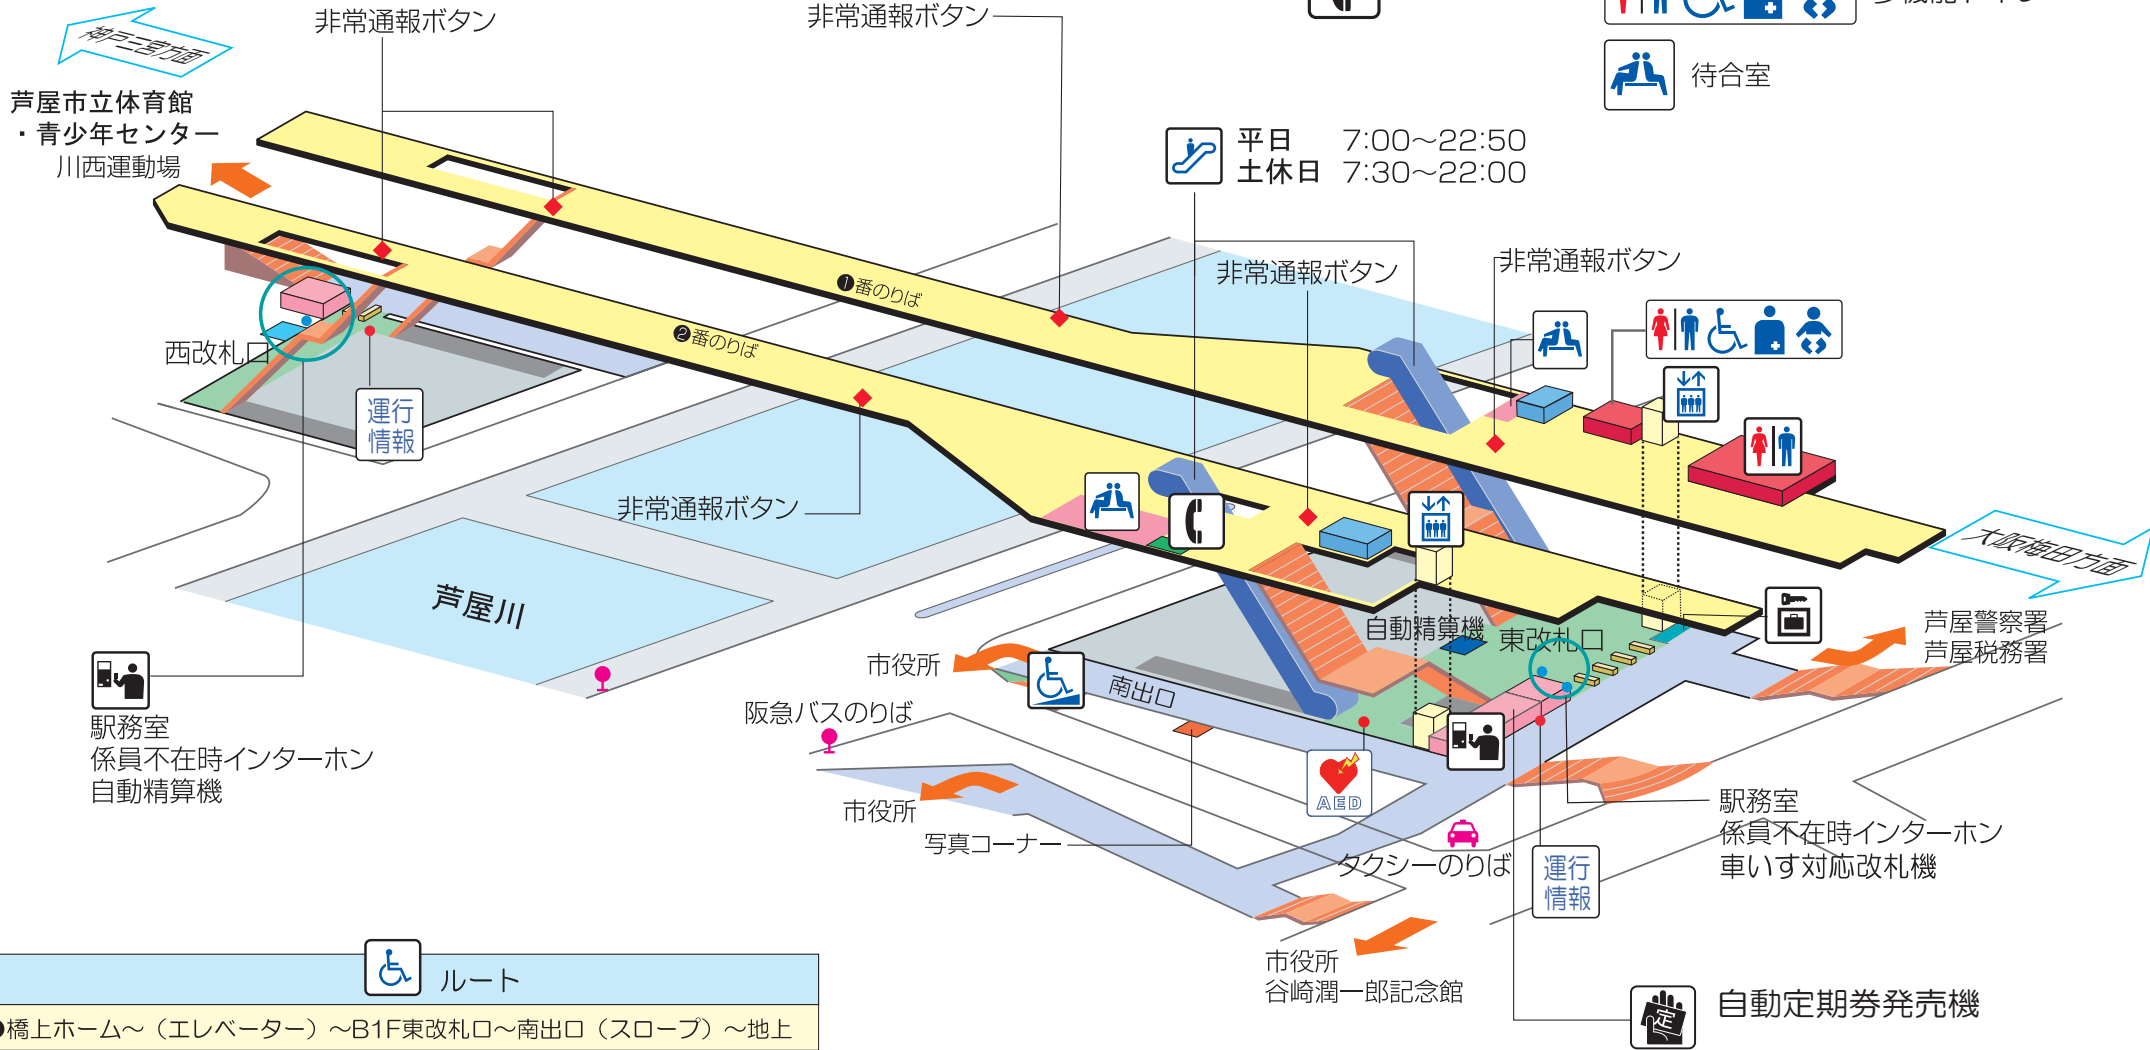 非常通報ボタン
非常通報ボタン
神戸三宮方面
待合室
芦屋市立体育館
・青少年センター
川西運動場
平日 7:00～22:50
土休日 7:30～22:00
非常通報ボタン
非常通報ボタン
❶番のりば
❷番のりば
西改札口
運行
情報
非常通報ボタン
大阪梅田方面
芦屋川
自動精算機
東改札口
芦屋警察署
芦屋税務署
市役所
南出口
駅務室
係員不在時インターホン
自動精算機
阪急バスのりば
AED
市役所
写真コーナー
タクシーのりば
駅務室
係員不在時インターホン
車いす対応改札機
運行
情報
市役所
谷崎潤一郎記念館
定
自動定期券発売機
ルート
橋上ホーム～（エレベーター）～B1F東改札口～南出口（スロープ）～地上